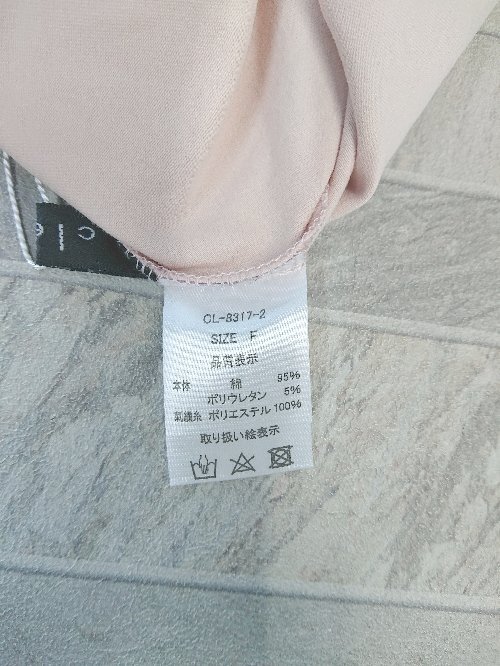 CL-8317-2
SIZE F
品質表示
本体 綿 95%
ポリウレタン 5%
刺繍糸 ポリエステル 100%
取り扱い絵表示